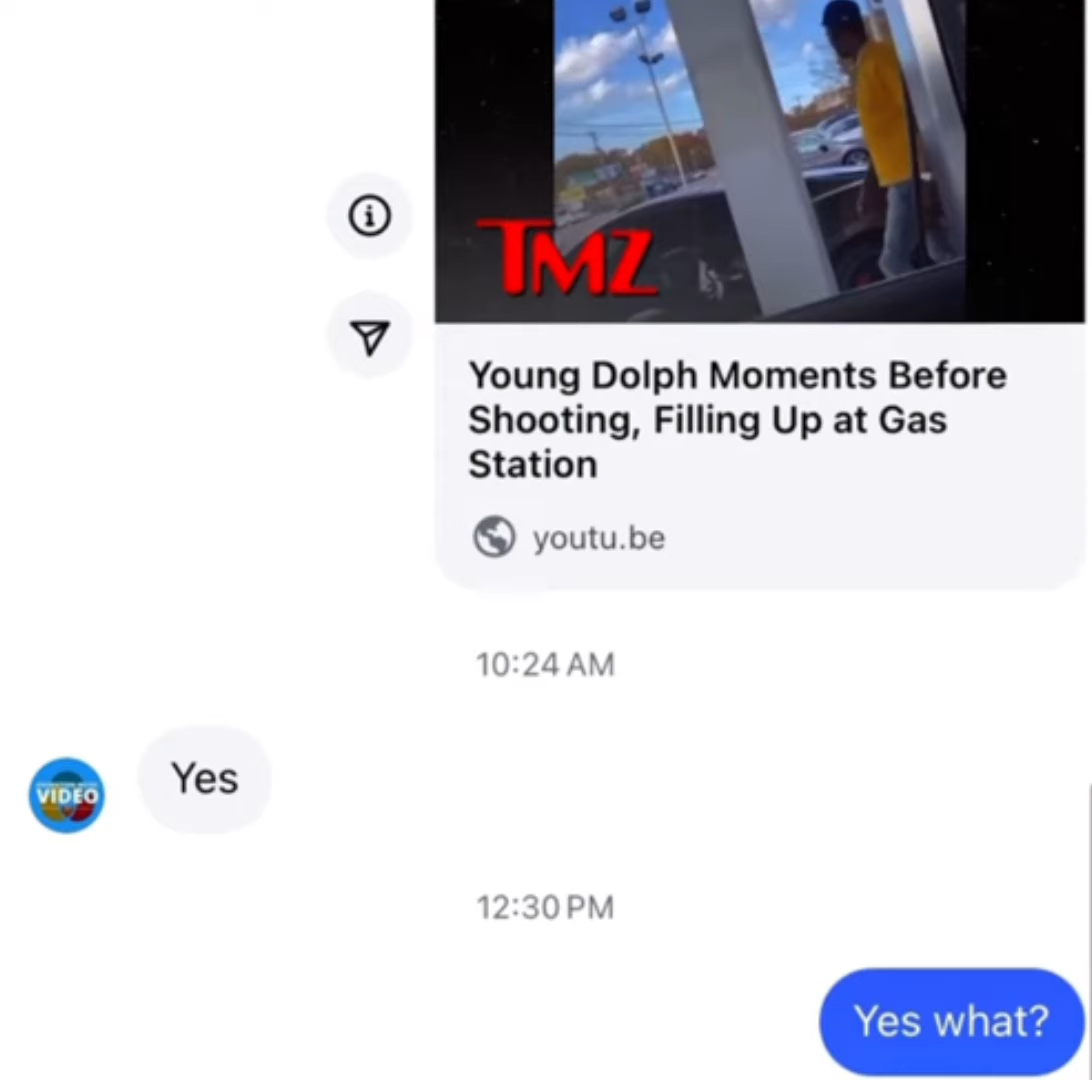 TMZ
Young Dolph Moments Before
Shooting, Filling Up at Gas
Station
youtu.be
10:24 AM
VIDEO
Yes
12:30 PM
Yes what?